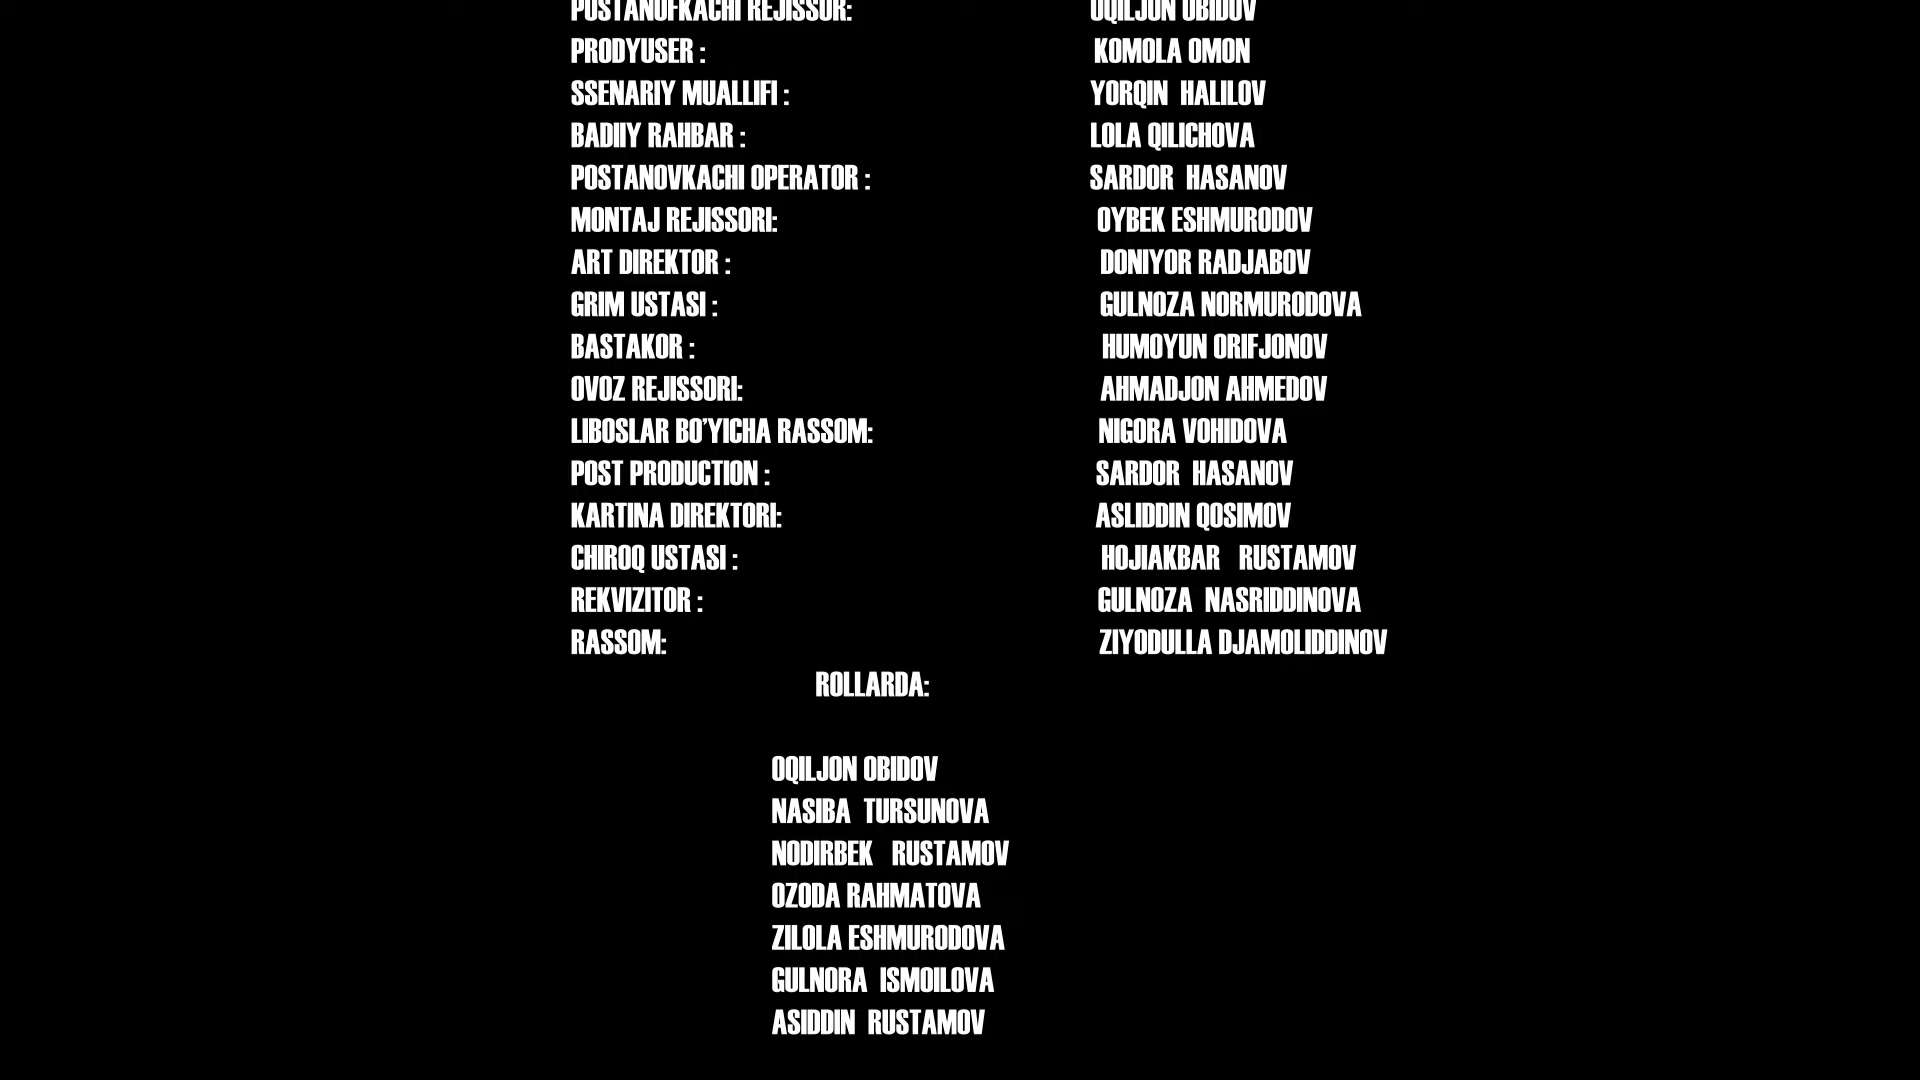 POSTANOFKACHI REJISSOR: OQILJON OBIDOV
PRODYUSER : KOMOLA OMON
SSENARIY MUALLIFI : YORQIN HALILOV
BADIIY RAHBAR : LOLA QILICHOVA
POSTANOVKACHI OPERATOR : SARDOR HASANOV
MONTAJ REJISSORI: OYBEK ESHMURODOV
ART DIREKTOR : DONIYOR RADJABOV
GRIM USTASI : GULNOZA NORMURODOVA
BASTAKOR : HUMOYUN ORIFJONOV
OVOZ REJISSORI: AHMADJON AHMEDOV
LIBOSLAR BO’YICHA RASSOM: NIGORA VOHIDOVA
POST PRODUCTION : SARDOR HASANOV
KARTINA DIREKTORI: ASLIDDIN QOSIMOV
CHIROQ USTASI : HOJIAKBAR RUSTAMOV
REKVIZITOR : GULNOZA NASRIDDINOVA
RASSOM: ZIYODULLA DJAMOLIDDINOV
ROLLARDA:
OQILJON OBIDOV
NASIBA TURSUNOVA
NODIRBEK RUSTAMOV
OZODA RAHMATOVA
ZILOLA ESHMURODOVA
GULNORA ISMOILOVA
ASIDDIN RUSTAMOV